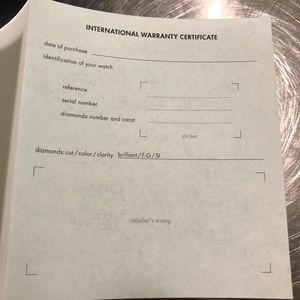 INTERNATIONAL WARRANTY CERTIFICATE
date of purchase
identification of your watch
reference
serial number
diamonds: number and carat
sticker
diamonds: cut / color / clarity brilliant / F-G / SI
retailer's stamp